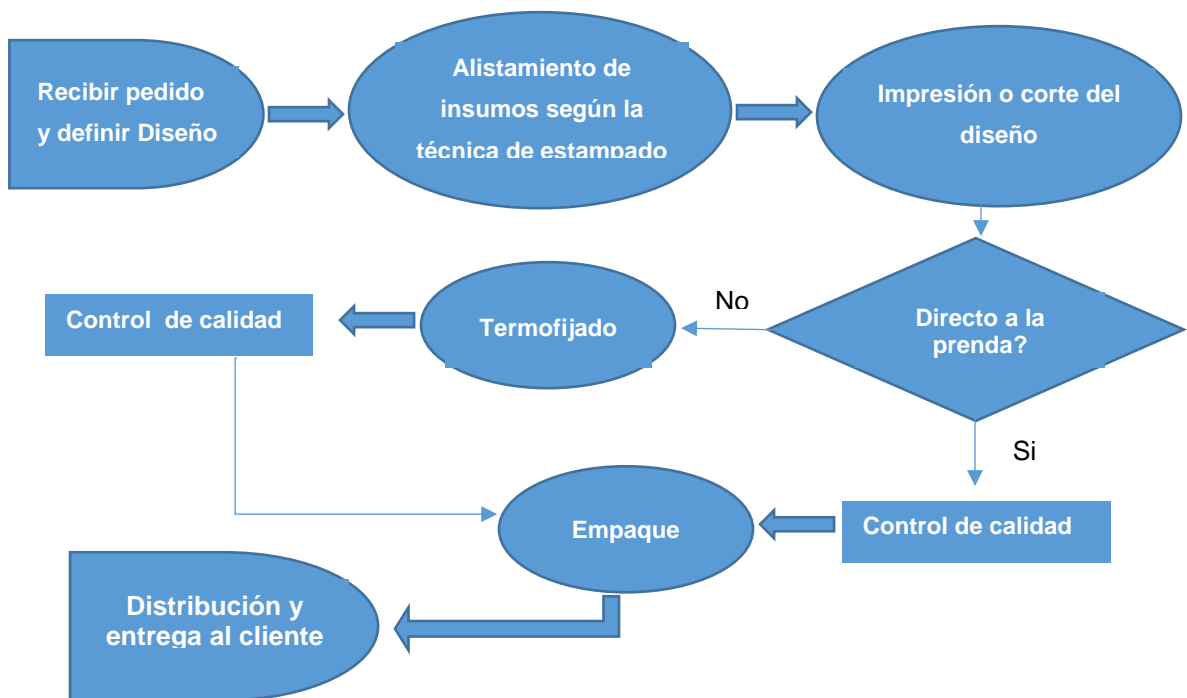 Recibir pedido
y definir Diseño
Alistamiento de
insumos según la
técnica de estampado
Impresión o corte del
diseño
Directo a la
prenda?
No
Termofijado
Control de calidad
Si
Control de calidad
Empaque
Distribución y
entrega al cliente